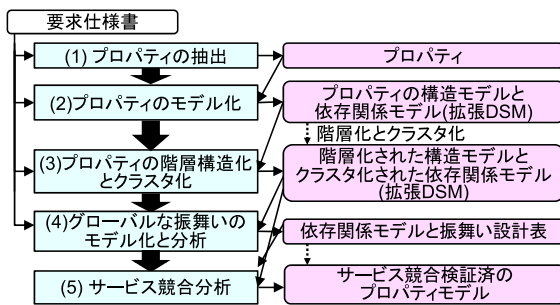 要求仕様書
(1) プロパティの抽出
プロパティ
(2)プロパティのモデル化
プロパティの構造モデルと
依存関係モデル(拡張DSM)
階層化とクラスタ化
(3)プロパティの階層構造化
とクラスタ化
階層化された構造モデルと
クラスタ化された依存関係モデル
(拡張DSM)
(4)グローバルな振舞いの
モデル化と分析
依存関係モデルと振舞い設計表
(5) サービス競合分析
サービス競合検証済の
プロパティモデル